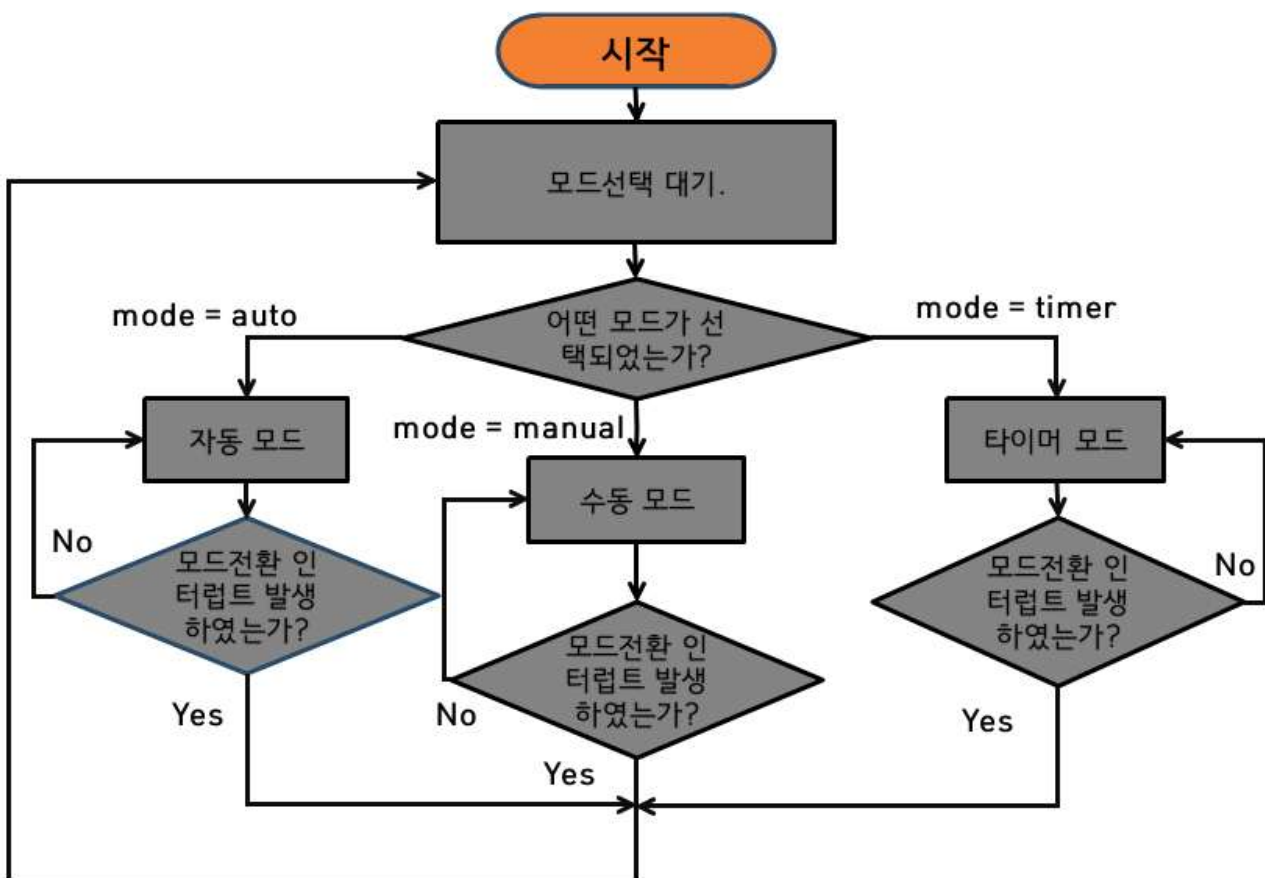 시작
모드선택 대기.
mode = auto
mode = timer
어떤 모드가 선
택되었는가?
자동 모드
mode = manual
타이머 모드
수동 모드
No
모드전환 인
터럽트 발생
하였는가?
모드전환 인
터럽트 발생
하였는가?
No
모드전환 인
터럽트 발생
하였는가?
Yes
No
Yes
Yes